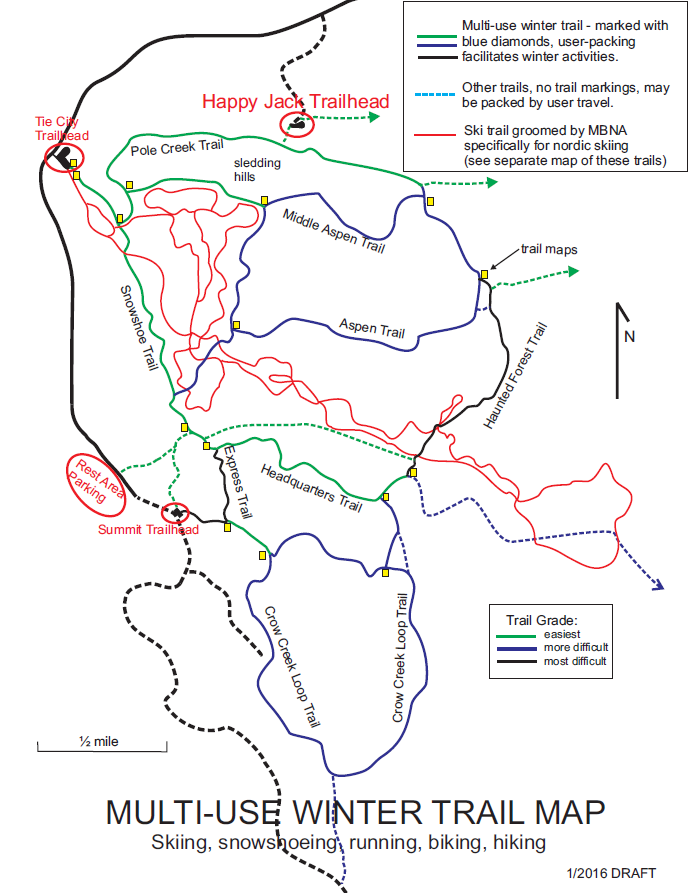 Multi-use winter trail - marked with
blue diamonds, user-packing
facilitates winter activities.
Other trails, no trail markings, may
be packed by user travel.
Ski trail groomed by MBNA
specifically for nordic skiing
(see separate map of these trails)
Happy Jack Trailhead
Tie City
Trailhead
Pole Creek Trail
sledding
hills
Middle Aspen Trail
trail maps
Snowshoe Trail
Aspen Trail
N
Haunted Forest Trail
Rest Area
Parking
Express Trail
Headquarters Trail
Summit Trailhead
Crow Creek Loop Trail
Crow Creek Loop Trail
Trail Grade:
easiest
more difficult
most difficult
½ mile
MULTI-USE WINTER TRAIL MAP
Skiing, snowshoeing, running, biking, hiking
1/2016 DRAFT